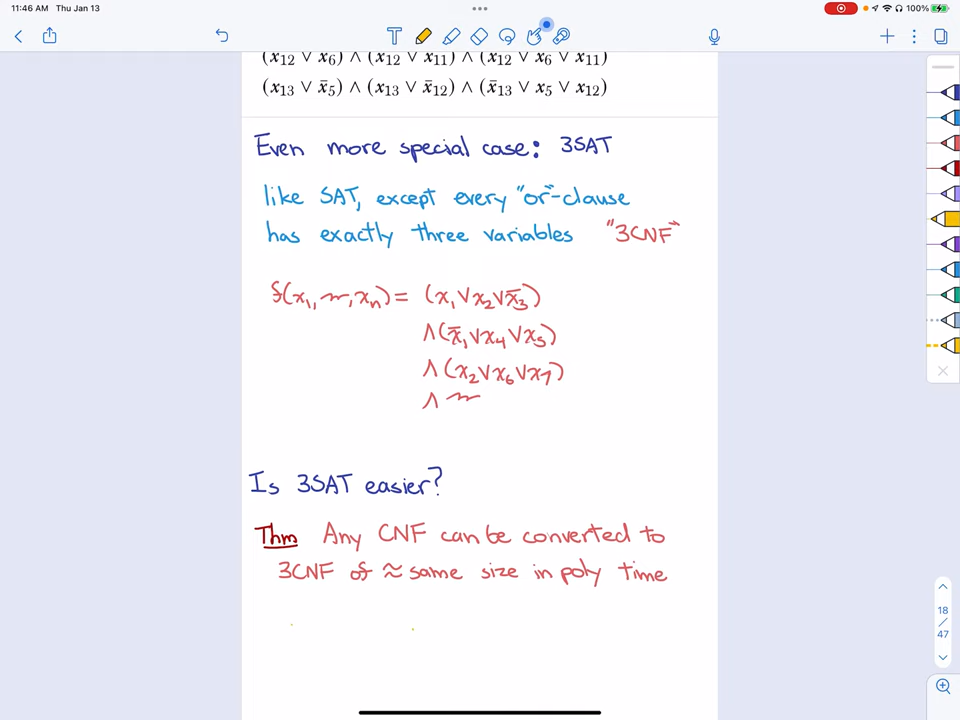 11:46 AM Thu Jan 13
100%
(x₁₂ ∨ x̄₆) ∧ (x₁₂ ∨ x̄₁₁) ∧ (x̄₁₂ ∨ x₆ ∨ x₁₁)
(x₁₃ ∨ x̄₅) ∧ (x₁₃ ∨ x̄₁₂) ∧ (x̄₁₃ ∨ x₅ ∨ x₁₂)
Even more special case: 3SAT
like SAT, except every "or"-clause
has exactly three variables "3CNF"
f(x₁, ~, xₙ) = (x₁ ∨ x₂ ∨ x̄₃)
∧ (x̄₁ ∨ x₄ ∨ x₅)
∧ (x₂ ∨ x₆ ∨ x₇)
∧ ~
Is 3SAT easier?
Thm Any CNF can be converted to
3CNF of ≈ same size in poly time
18
/
47